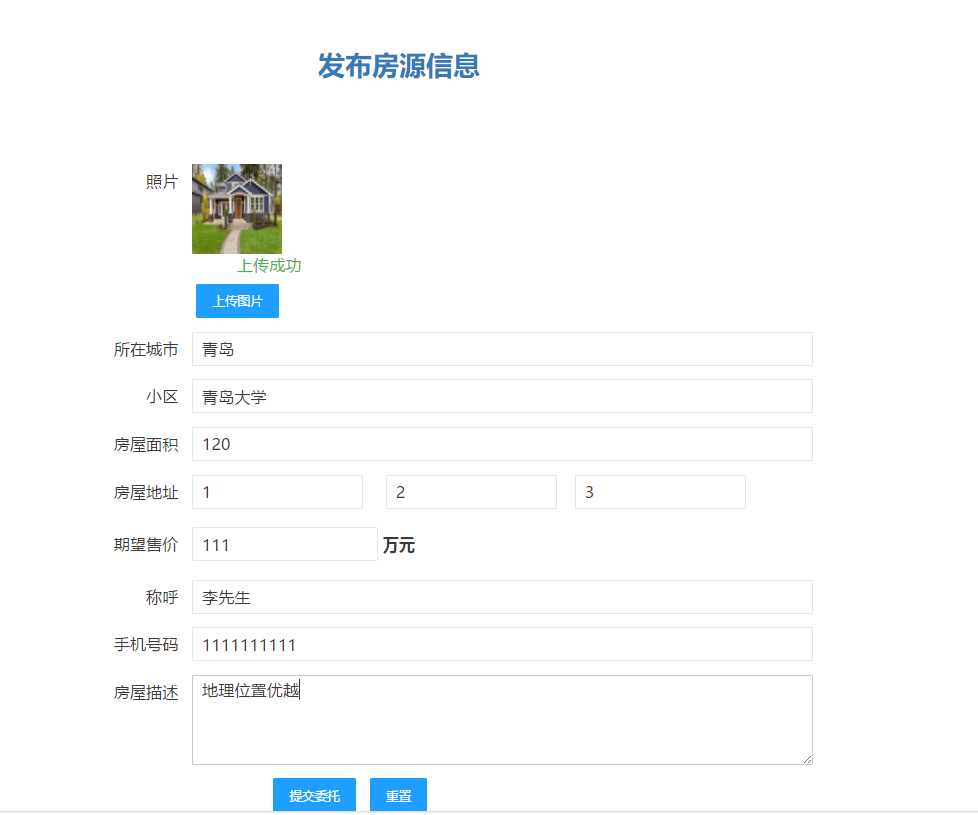 发布房源信息
照片
上传成功
上传图片
所在城市 青岛
小区 青岛大学
房屋面积 120
房屋地址 1 2 3
期望售价 111 万元
称呼 李先生
手机号码 1111111111
房屋描述 地理位置优越
提交委托 重置